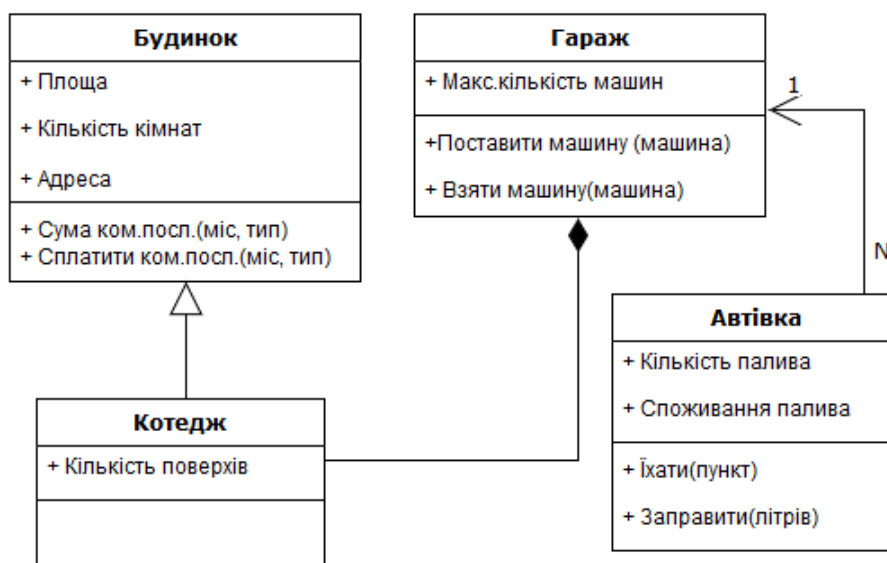 Будинок
+ Площа
+ Кількість кімнат
+ Адреса
+ Сума ком.посл.(міс, тип)
+ Сплатити ком.посл.(міс, тип)
Гараж
+ Макс.кількість машин
+Поставити машину (машина)
+ Взяти машину(машина)
1
N
Автівка
+ Кількість палива
+ Споживання палива
+ Їхати(пункт)
+ Заправити(літрів)
Котедж
+ Кількість поверхів